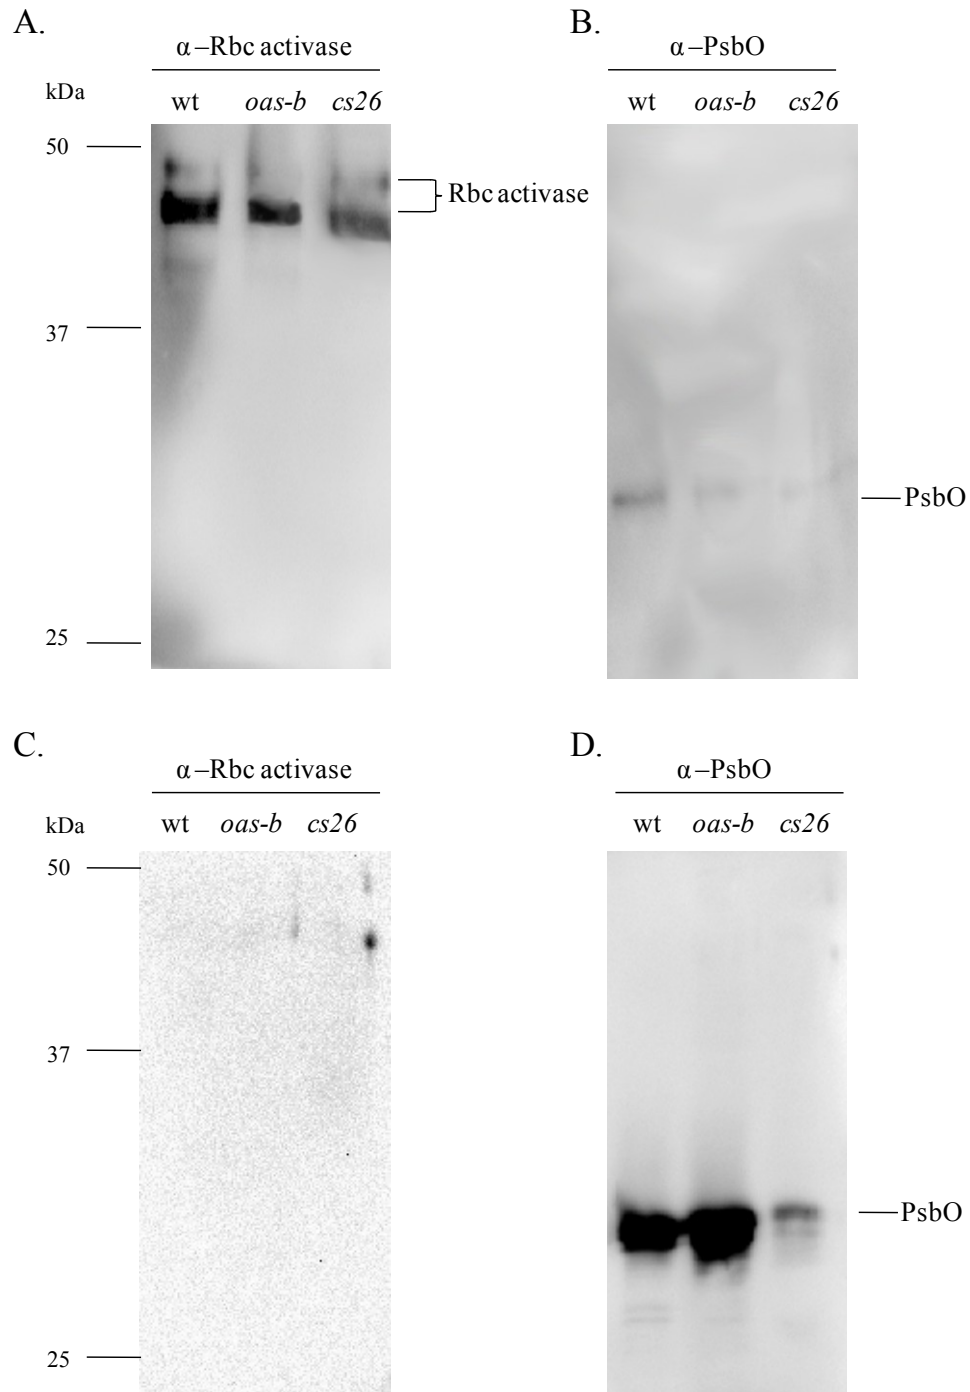 A.
α–Rbc activase
kDa
wt oas-b cs26
50
Rbc activase
37
25
B.
α–PsbO
wt oas-b cs26
PsbO
C.
α–Rbc activase
kDa
wt oas-b cs26
50
37
25
D.
α–PsbO
wt oas-b cs26
PsbO